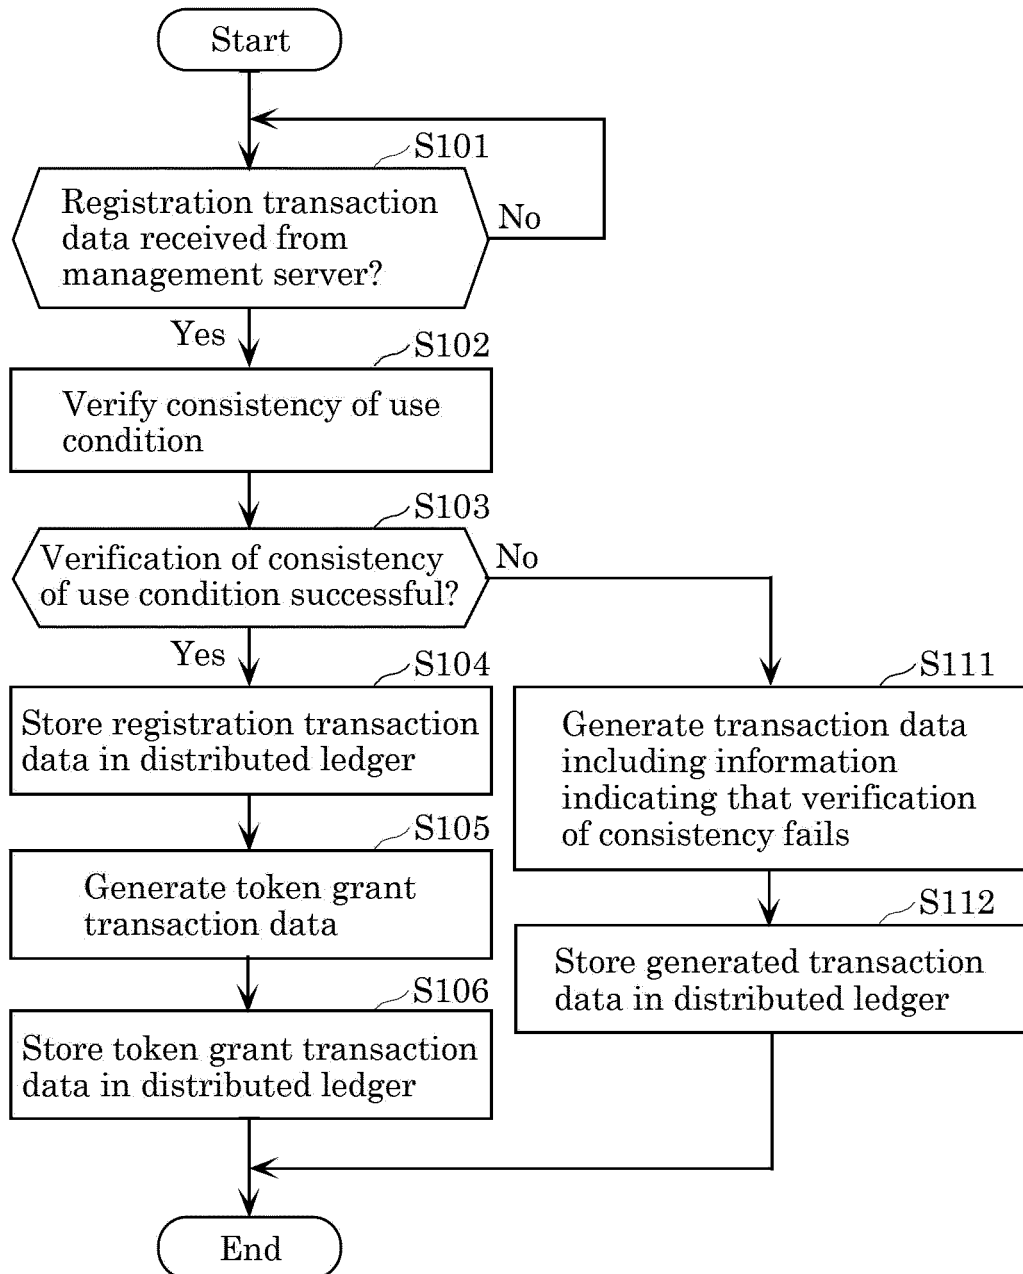 Start
S101
Registration transaction
data received from
management server?
No
Yes
S102
Verify consistency of use
condition
S103
Verification of consistency
of use condition successful?
No
Yes
S104
Store registration transaction
data in distributed ledger
S105
Generate token grant
transaction data
S106
Store token grant transaction
data in distributed ledger
S111
Generate transaction data
including information
indicating that verification
of consistency fails
S112
Store generated transaction
data in distributed ledger
End